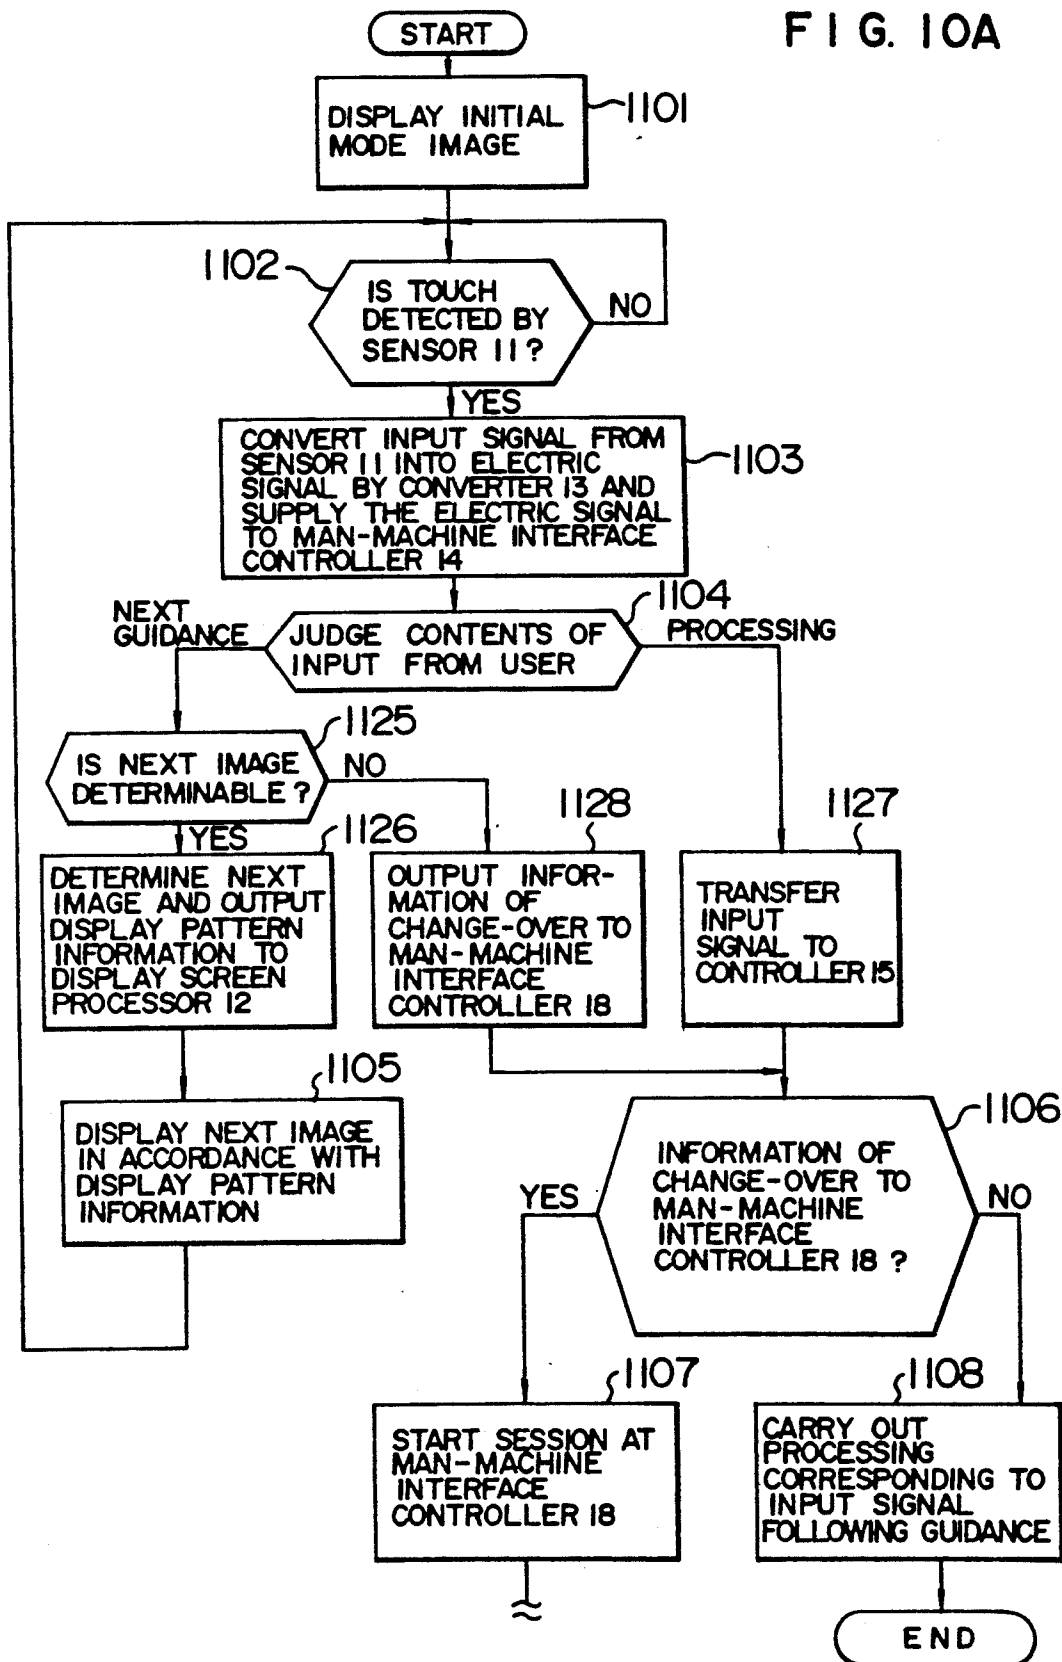 FIG. 10A
START
DISPLAY INITIAL
MODE IMAGE
1101
1102
IS TOUCH
DETECTED BY
SENSOR 11?
NO
YES
CONVERT INPUT SIGNAL FROM
SENSOR 11 INTO ELECTRIC
SIGNAL BY CONVERTER 13 AND
SUPPLY THE ELECTRIC SIGNAL
TO MAN-MACHINE INTERFACE
CONTROLLER 14
1103
1104
NEXT
GUIDANCE
JUDGE CONTENTS OF
INPUT FROM USER
PROCESSING
1125
IS NEXT IMAGE
DETERMINABLE?
NO
YES
1126
DETERMINE NEXT
IMAGE AND OUTPUT
DISPLAY PATTERN
INFORMATION TO
DISPLAY SCREEN
PROCESSOR 12
1128
OUTPUT INFOR-
MATION OF
CHANGE-OVER TO
MAN-MACHINE
INTERFACE
CONTROLLER 18
1127
TRANSFER
INPUT
SIGNAL TO
CONTROLLER 15
1105
DISPLAY NEXT IMAGE
IN ACCORDANCE WITH
DISPLAY PATTERN
INFORMATION
1106
INFORMATION OF
CHANGE-OVER TO
MAN-MACHINE
INTERFACE
CONTROLLER 18 ?
YES
NO
1107
START SESSION AT
MAN-MACHINE
INTERFACE
CONTROLLER 18
1108
CARRY OUT
PROCESSING
CORRESPONDING TO
INPUT SIGNAL
FOLLOWING GUIDANCE
END